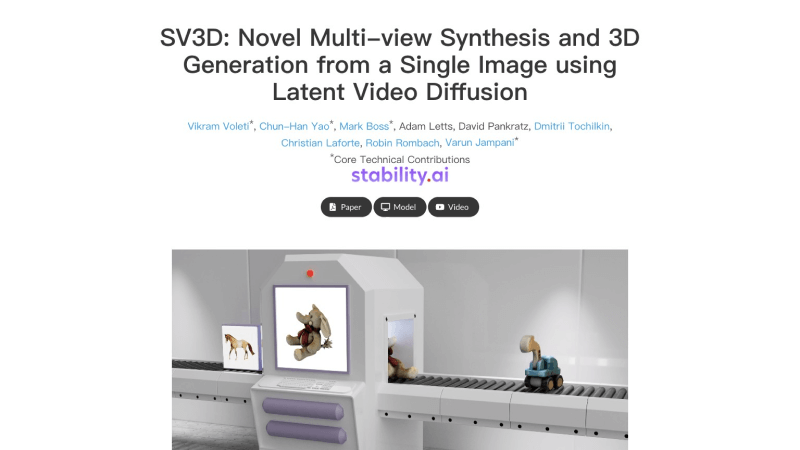 SV3D: Novel Multi–view Synthesis and 3D
Generation from a Single Image using
Latent Video Diffusion
Vikram Voleti*, Chun–Han Yao*, Mark Boss*, Adam Letts, David Pankratz, Dmitrii Tochilkin,
Christian Laforte, Robin Rombach, Varun Jampani*
*Core Technical Contributions
stability.ai
Paper Model Video